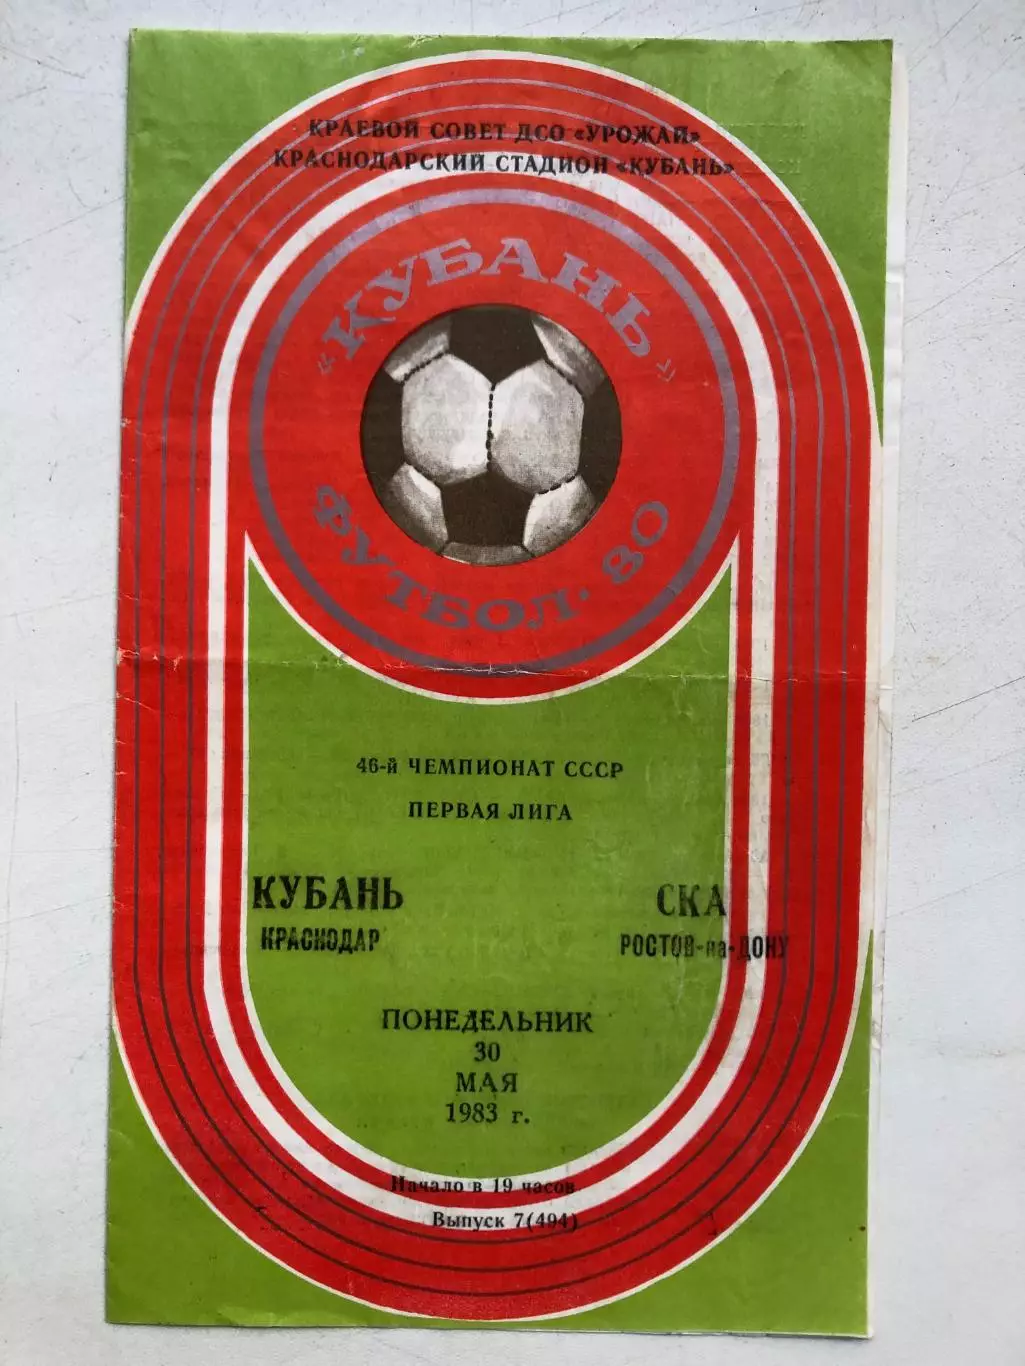 КРАЕВОЙ СОВЕТ ДСО «УРОЖАЙ»
КРАСНОДАРСКИЙ СТАДИОН «КУБАНЬ»
«КУБАНЬ»
ФУТБОЛ. 80
46-й ЧЕМПИОНАТ СССР
ПЕРВАЯ ЛИГА
КУБАНЬ СКА
КРАСНОДАР РОСТОВ-на-ДОНУ
ПОНЕДЕЛЬНИК
30
МАЯ
1983 г.
Начало в 19 часов
Выпуск 7(494)